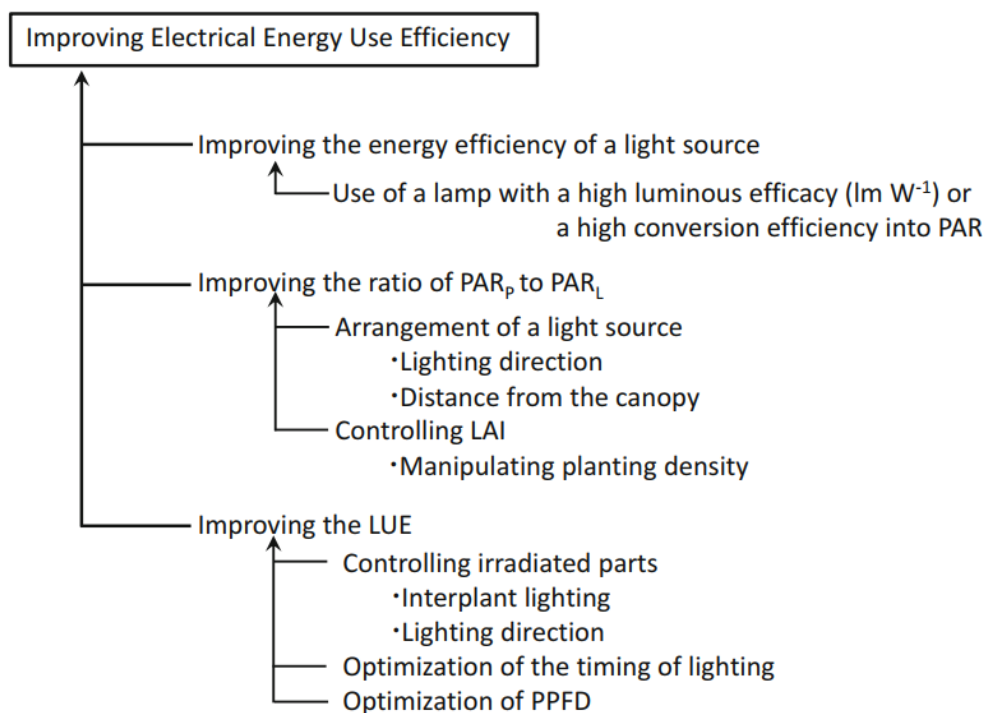 Improving Electrical Energy Use Efficiency
Improving the energy efficiency of a light source
Use of a lamp with a high luminous efficacy (lm W⁻¹) or
a high conversion efficiency into PAR
Improving the ratio of PARₚ to PAR_L
Arrangement of a light source
・Lighting direction
・Distance from the canopy
Controlling LAI
・Manipulating planting density
Improving the LUE
Controlling irradiated parts
・Interplant lighting
・Lighting direction
Optimization of the timing of lighting
Optimization of PPFD